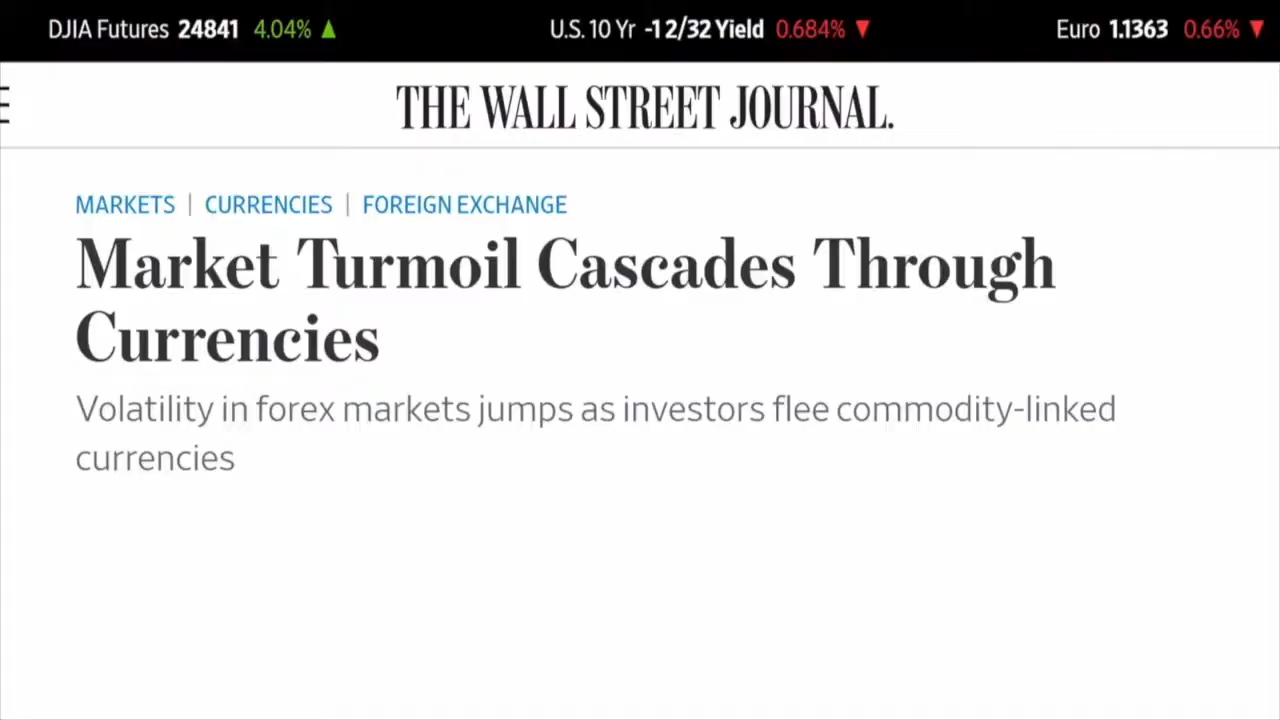 DJIA Futures 24841 4.04% ▲ U.S. 10 Yr -1 2/32 Yield 0.684% ▼ Euro 1.1363 0.66% ▼
THE WALL STREET JOURNAL.
MARKETS | CURRENCIES | FOREIGN EXCHANGE
Market Turmoil Cascades Through
Currencies
Volatility in forex markets jumps as investors flee commodity-linked
currencies